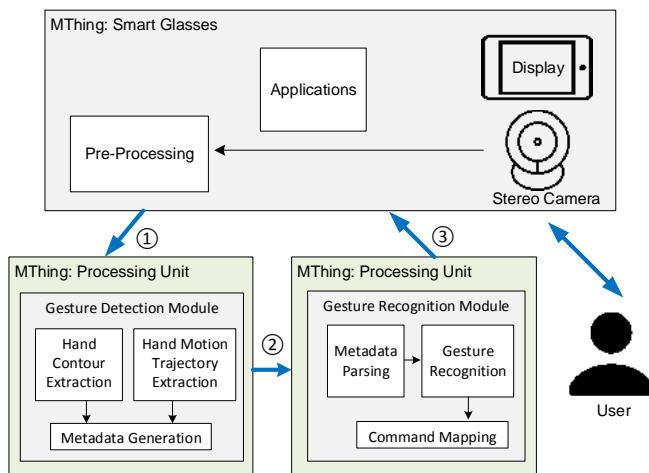 MThing: Smart Glasses
Display
Applications
Pre-Processing
Stereo Camera
①
③
MThing: Processing Unit
Gesture Detection Module
Hand
Contour
Extraction
Hand Motion
Trajectory
Extraction
Metadata Generation
②
MThing: Processing Unit
Gesture Recognition Module
Metadata
Parsing
Gesture
Recognition
Command Mapping
User